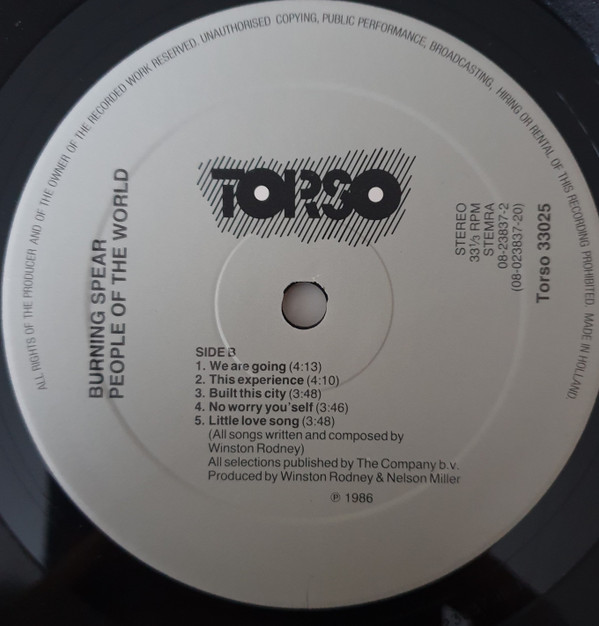 ALL RIGHTS OF THE PRODUCER AND OF THE OWNER OF THE RECORDED WORK RESERVED. UNAUTHORISED COPYING, PUBLIC PERFORMANCE, BROADCASTING, HIRING OR RENTAL OF THIS RECORDING PROHIBITED. MADE IN HOLLAND.
TORSO
BURNING SPEAR
PEOPLE OF THE WORLD
STEREO
33⅓ RPM
STEMRA
08-23837-2
(08-023837-20)
Torso 33025
SIDE B
1. We are going (4:13)
2. This experience (4:10)
3. Built this city (3:48)
4. No worry you'self (3:46)
5. Little love song (3:48)
(All songs written and composed by
Winston Rodney)
All selections published by The Company b.v.
Produced by Winston Rodney & Nelson Miller
℗ 1986